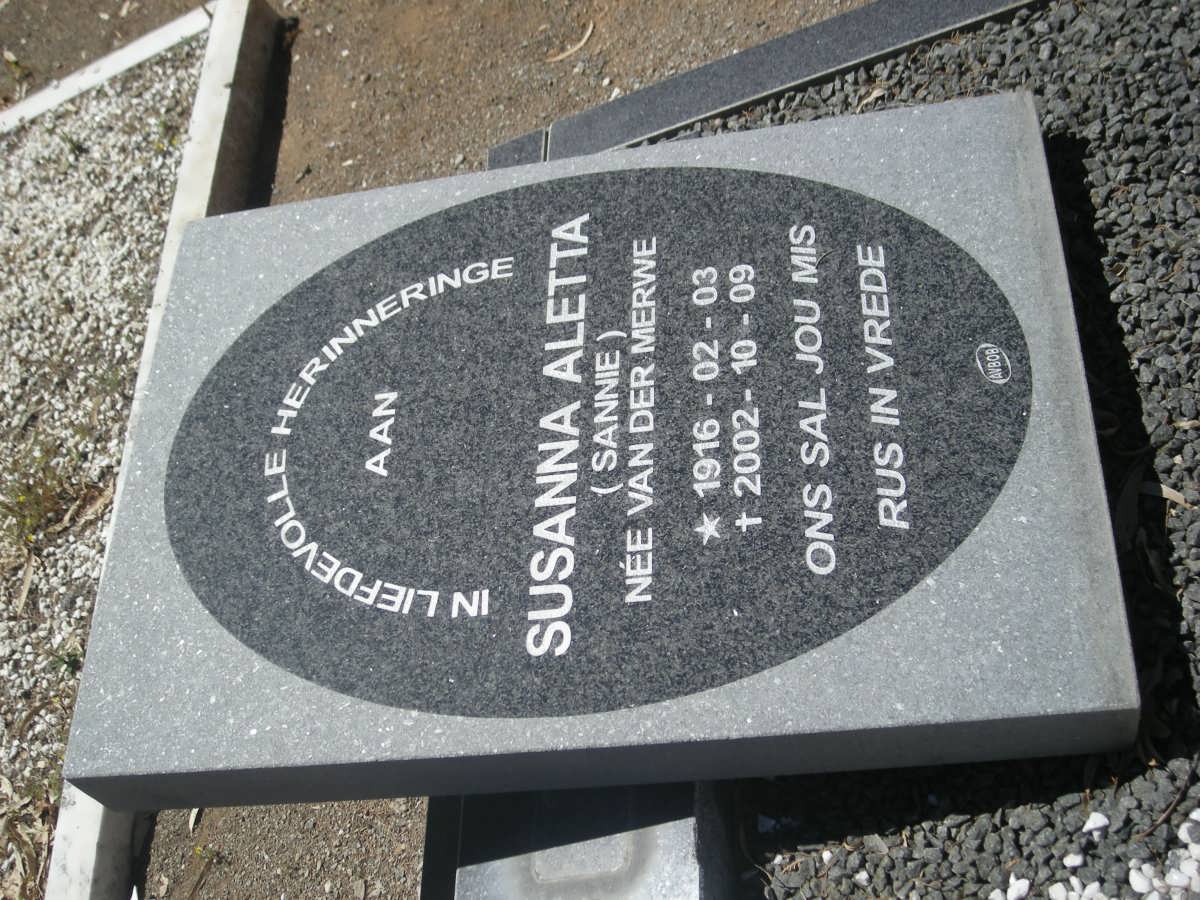 IN LIEFDEVOLLE HERINNERINGE
AAN
SUSANNA ALETTA
( SANNIE )
NÉE VAN DER MERWE
★ 1916 - 02 - 03
✝ 2002 - 10 - 09
ONS SAL JOU MIS
RUS IN VREDE
AVBOB